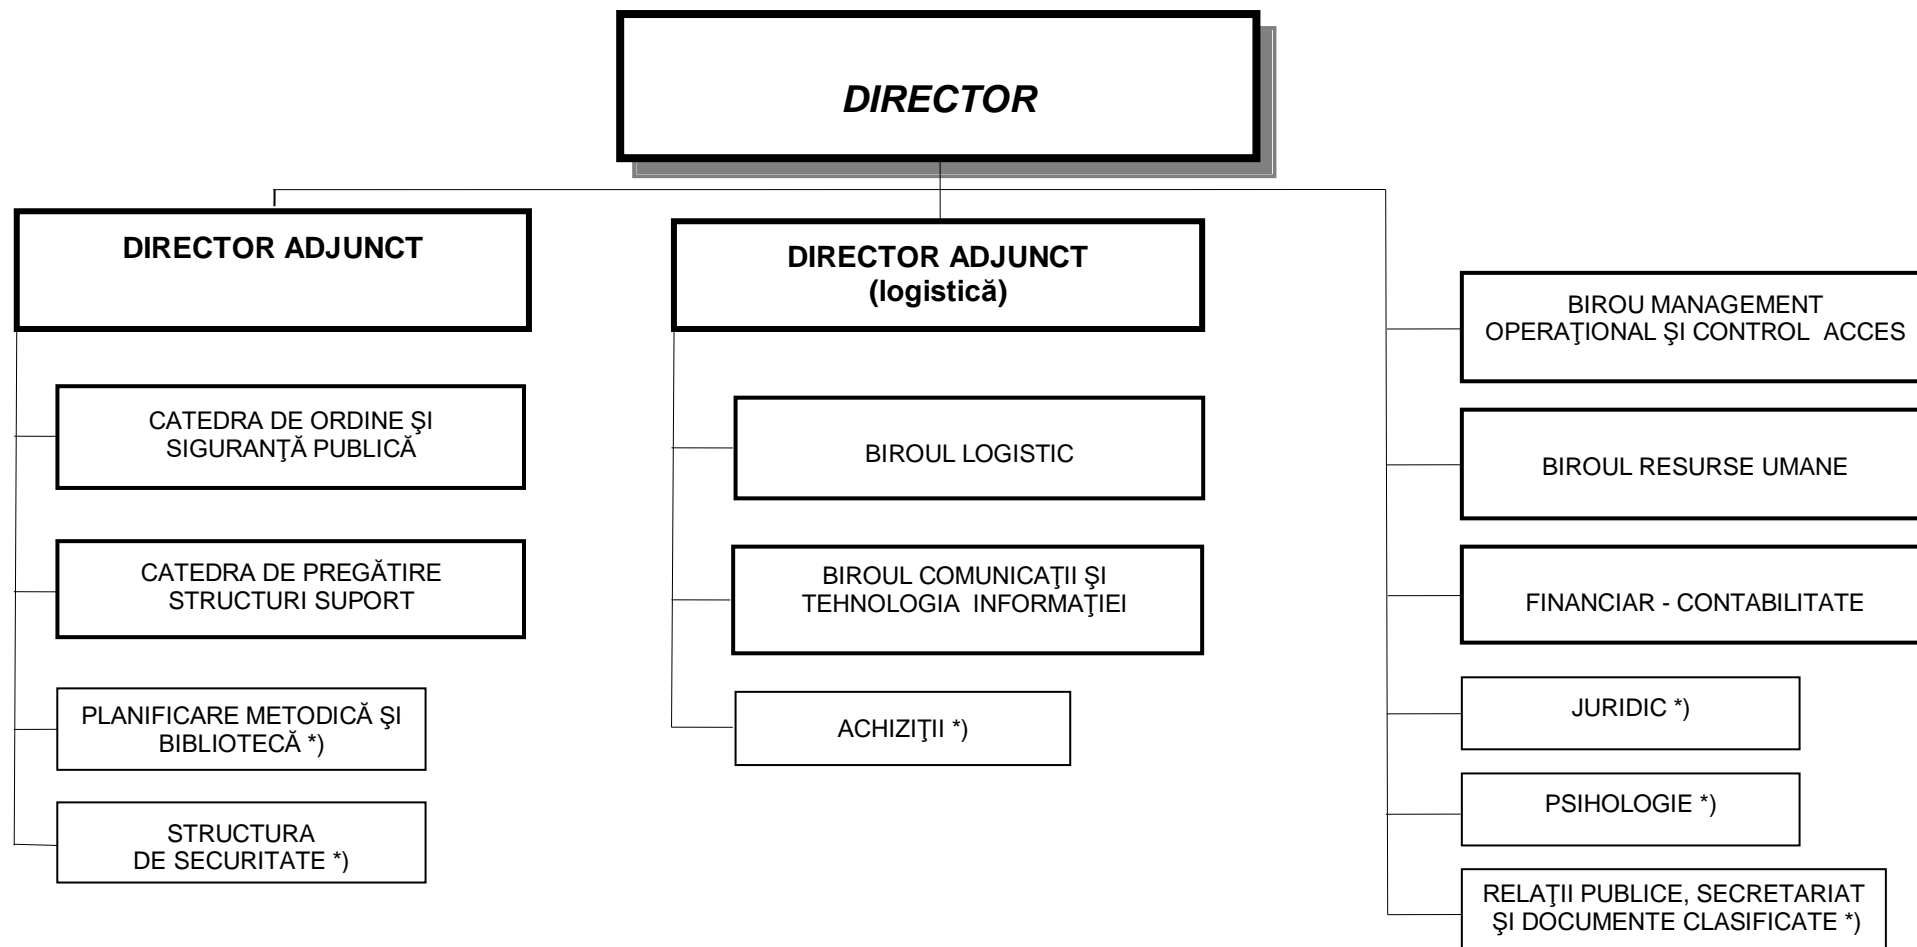 DIRECTOR
DIRECTOR ADJUNCT
CATEDRA DE ORDINE ŞI
SIGURANŢĂ PUBLICĂ
CATEDRA DE PREGĂTIRE
STRUCTURI SUPORT
PLANIFICARE METODICĂ ŞI
BIBLIOTECĂ *)
STRUCTURA
DE SECURITATE *)
DIRECTOR ADJUNCT
(logistică)
BIROUL LOGISTIC
BIROUL COMUNICAŢII ŞI
TEHNOLOGIA INFORMAŢIEI
ACHIZIŢII *)
BIROU MANAGEMENT
OPERAŢIONAL ŞI CONTROL ACCES
BIROUL RESURSE UMANE
FINANCIAR - CONTABILITATE
JURIDIC *)
PSIHOLOGIE *)
RELAŢII PUBLICE, SECRETARIAT
ŞI DOCUMENTE CLASIFICATE *)